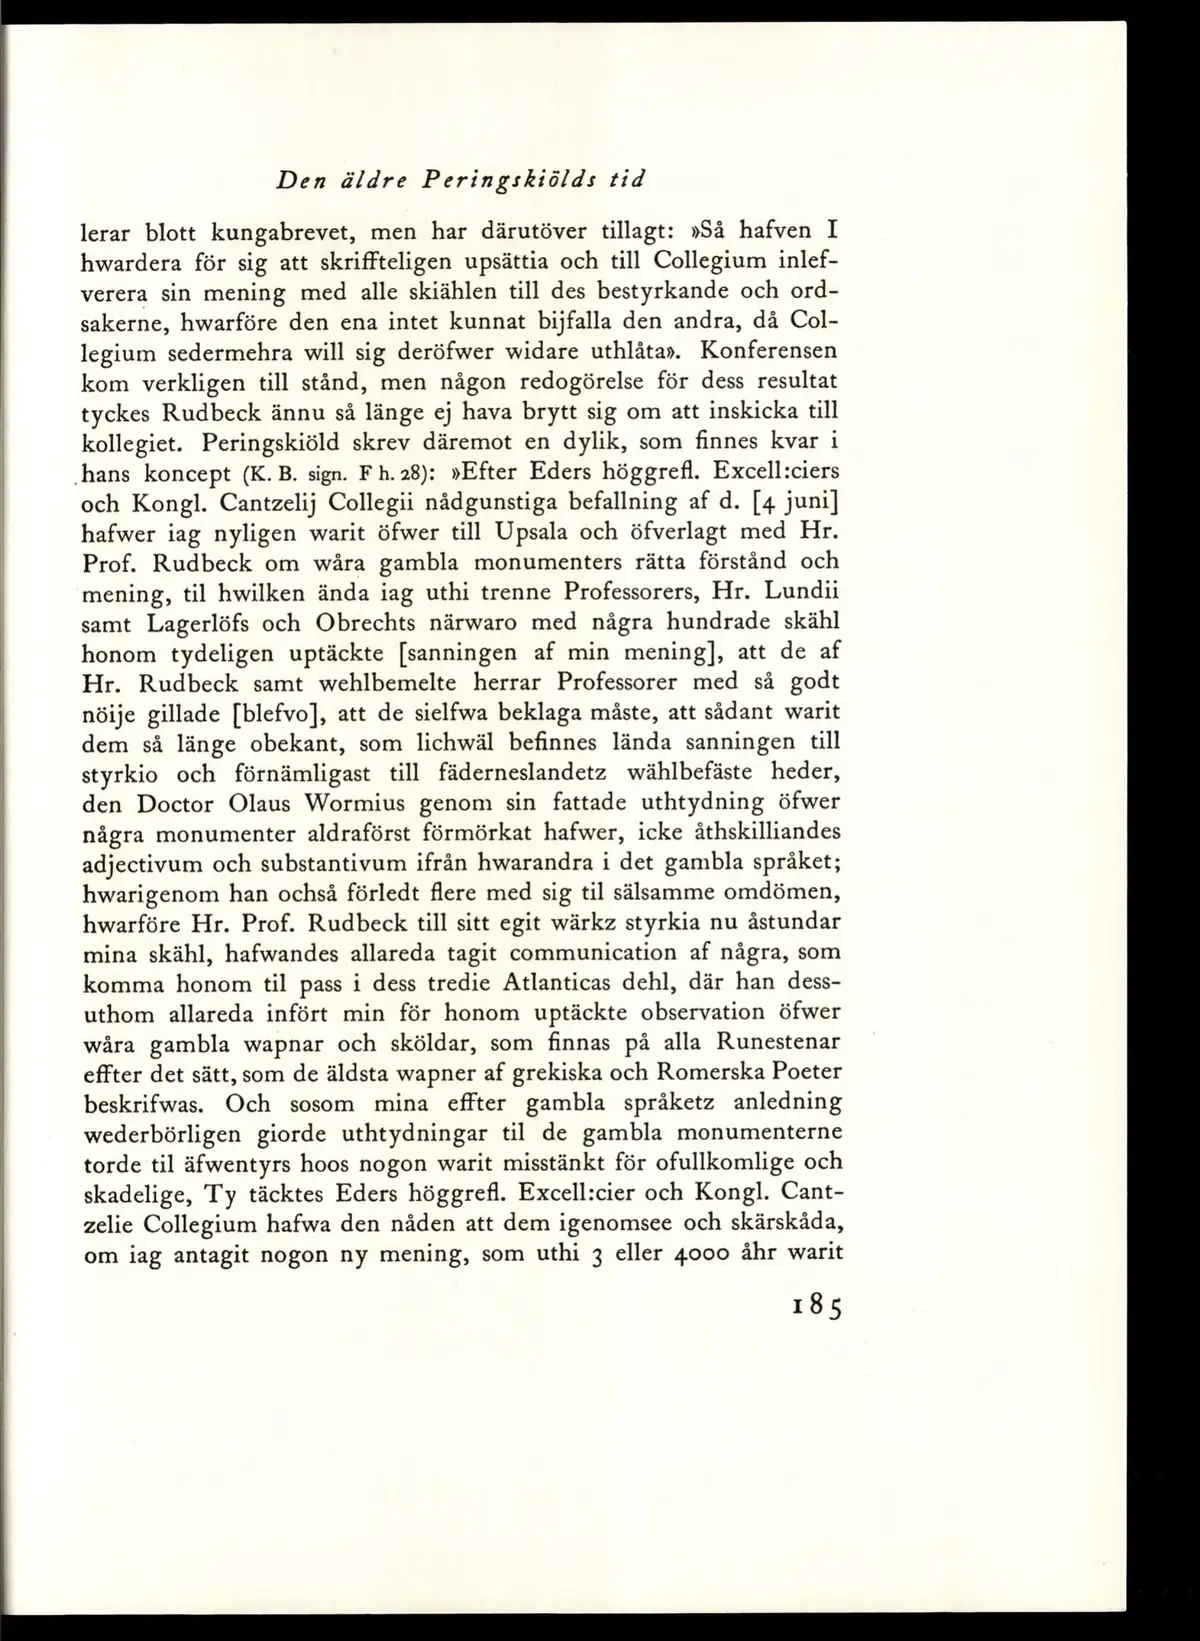 Den äldre Peringskiölds tid
lerar blott kungabrevet, men har därutöver tillagt: »Så hafven I
hwardera för sig att skriffteligen upsättia och till Collegium inlef-
verera sin mening med alle skiählen till des bestyrkande och ord-
sakerne, hwarföre den ena intet kunnat bijfalla den andra, då Col-
legium sedermehra will sig deröfwer widare uthlåta». Konferensen
kom verkligen till stånd, men någon redogörelse för dess resultat
tyckes Rudbeck ännu så länge ej hava brytt sig om att inskicka till
kollegiet. Peringskiöld skrev däremot en dylik, som finnes kvar i
hans koncept (K. B. sign. F h. 28): »Efter Eders höggrefl. Excell:ciers
och Kongl. Cantzelij Collegii nådgunstiga befallning af d. [4 juni]
hafwer iag nyligen warit öfwer till Upsala och öfverlagt med Hr.
Prof. Rudbeck om wåra gambla monumenters rätta förstånd och
mening, til hwilken ända iag uthi trenne Professorers, Hr. Lundii
samt Lagerlöfs och Obrechts närwaro med några hundrade skähl
honom tydeligen uptäckte [sanningen af min mening], att de af
Hr. Rudbeck samt wehlbemelte herrar Professorer med så godt
nöije gillade [blefvo], att de sielfwa beklaga måste, att sådant warit
dem så länge obekant, som lichwäl befinnes lända sanningen till
styrkio och förnämligast till fäderneslandetz wählbefäste heder,
den Doctor Olaus Wormius genom sin fattade uthtydning öfwer
några monumenter aldraförst förmörkat hafwer, icke åthskilliandes
adjectivum och substantivum ifrån hwarandra i det gambla språket;
hwarigenom han ochså förledt flere med sig til sälsamme omdömen,
hwarföre Hr. Prof. Rudbeck till sitt egit wärkz styrkia nu åstundar
mina skähl, hafwandes allareda tagit communication af några, som
komma honom til pass i dess tredie Atlanticas dehl, där han dess-
uthom allareda infört min för honom uptäckte observation öfwer
wåra gambla wapnar och sköldar, som finnas på alla Runestenar
effter det sätt, som de äldsta wapner af grekiska och Romerska Poeter
beskrifwas. Och sosom mina effter gambla språketz anledning
wederbörligen giorde uthtydningar til de gambla monumenterne
torde til äfwentyrs hoos nogon warit misstänkt för ofullkomlige och
skadelige, Ty täcktes Eders höggrefl. Excell:cier och Kongl. Cant-
zelie Collegium hafwa den nåden att dem igenomsee och skärskåda,
om iag antagit nogon ny mening, som uthi 3 eller 4000 åhr warit
185